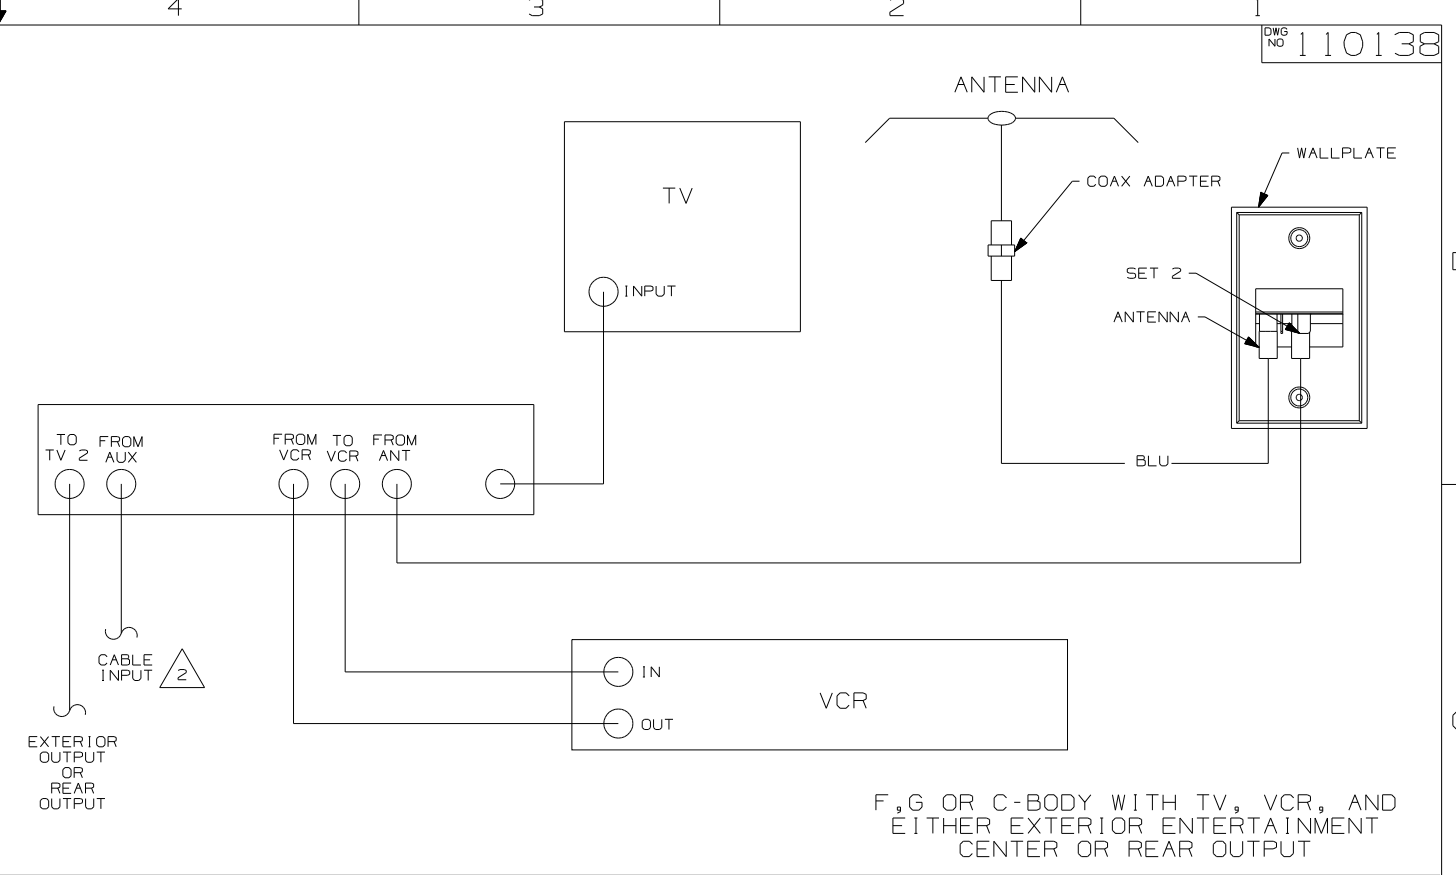 4 3 2 1
DWG
NO 110138
ANTENNA
WALLPLATE
COAX ADAPTER
TV
SET 2
INPUT
ANTENNA
TO
TV 2
FROM
AUX
FROM
VCR
TO
VCR
FROM
ANT
BLU
CABLE
INPUT
2
IN
VCR
OUT
EXTERIOR
OUTPUT
OR
REAR
OUTPUT
F,G OR C-BODY WITH TV, VCR, AND
EITHER EXTERIOR ENTERTAINMENT
CENTER OR REAR OUTPUT